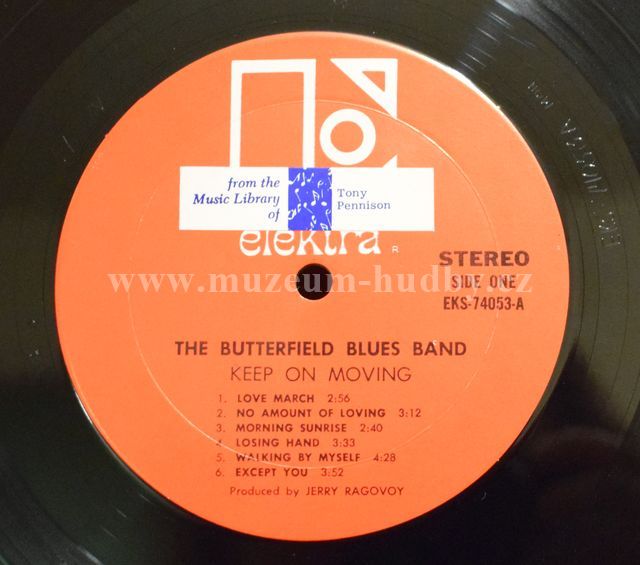 from the
Music Library
of
Tony
Pennison
elektra R
STEREO
SIDE ONE
EKS-74053-A
www.muzeum-hudby.cz
THE BUTTERFIELD BLUES BAND
KEEP ON MOVING
1. LOVE MARCH 2:56
2. NO AMOUNT OF LOVING 3:12
3. MORNING SUNRISE 2:40
4. LOSING HAND 3:33
5. WALKING BY MYSELF 4:28
6. EXCEPT YOU 3:52
Produced by JERRY RAGOVOY